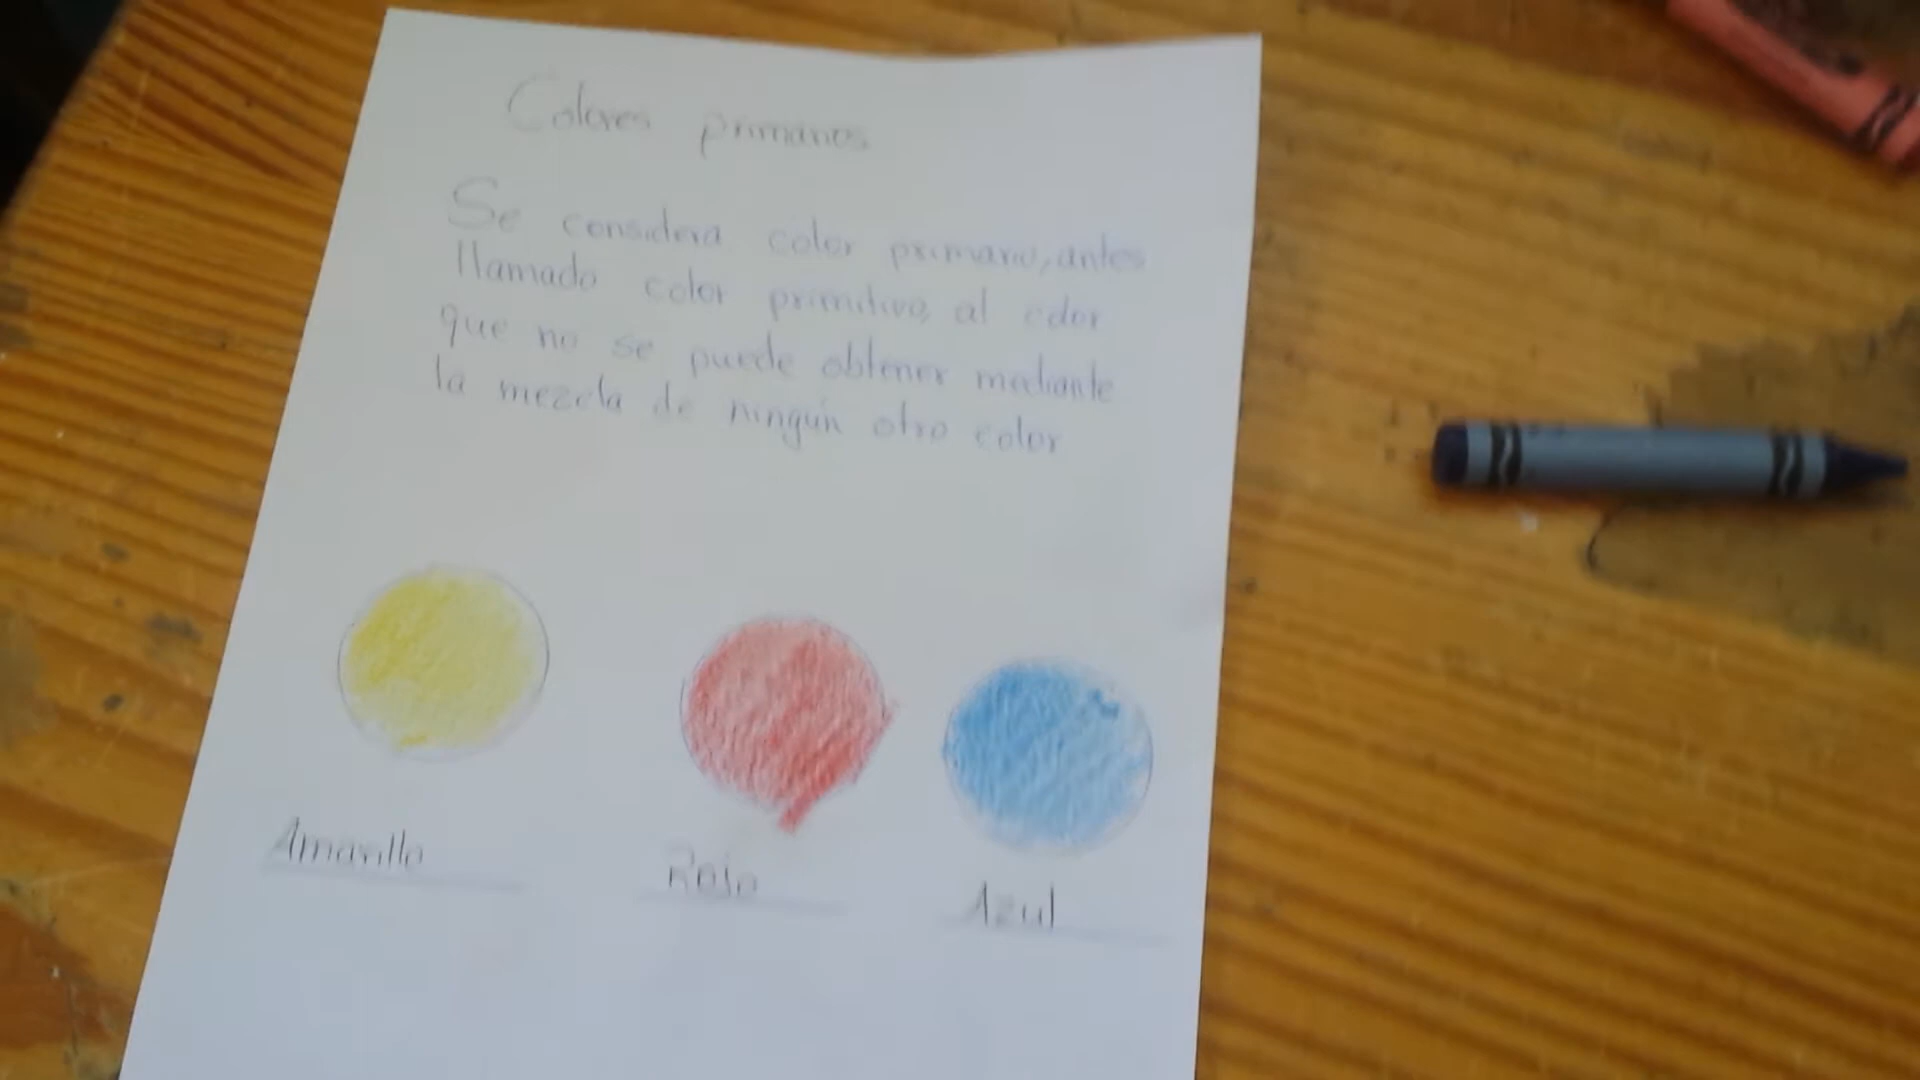 Colores primarios
Se considera color primario, antes
llamado color primitivo, al color
que no se puede obtener mediante
la mezcla de ningún otro color
Amarillo
Rojo
Azul